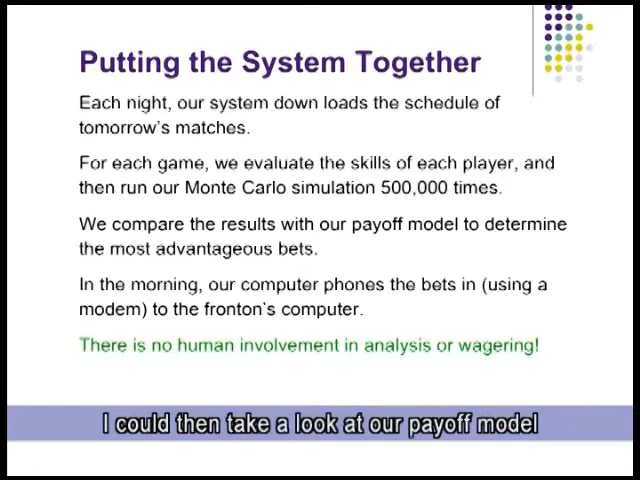 Putting the System Together
Each night, our system down loads the schedule of
tomorrow's matches.
For each game, we evaluate the skills of each player, and
then run our Monte Carlo simulation 500,000 times.
We compare the results with our payoff model to determine
the most advantageous bets.
In the morning, our computer phones the bets in (using a
modem) to the fronton's computer.
There is no human involvement in analysis or wagering!
I could then take a look at our payoff model